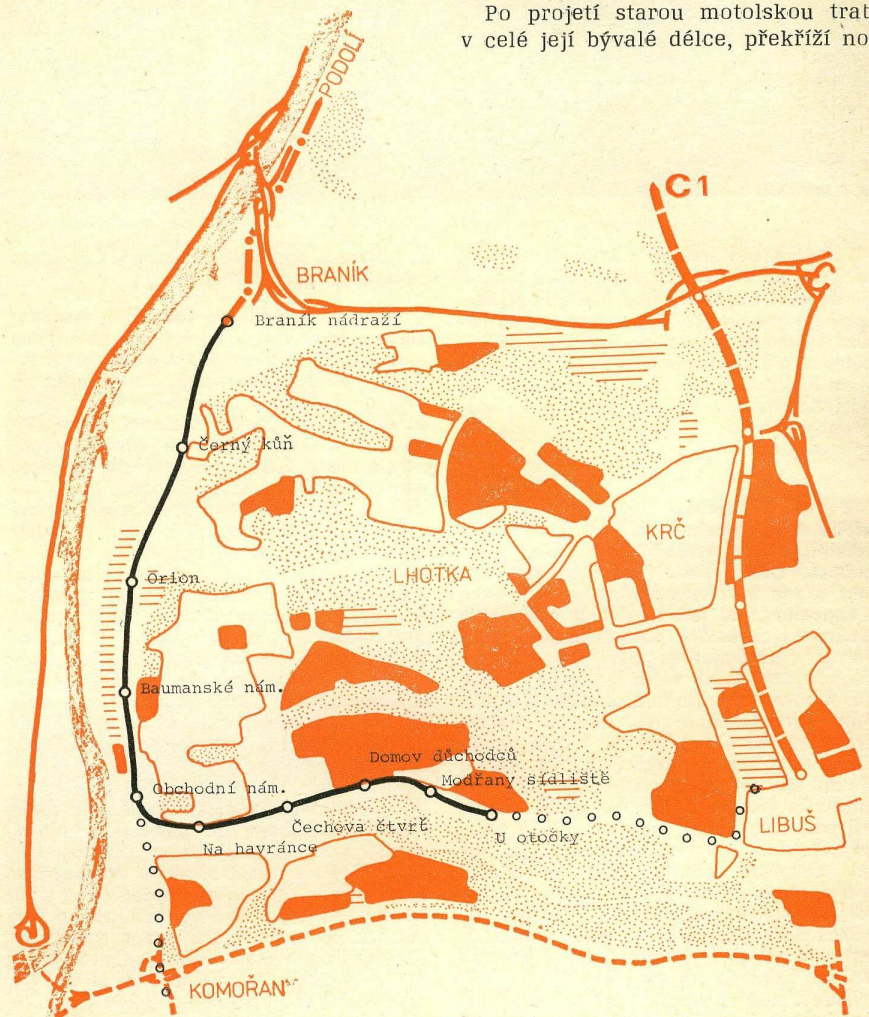 Po projetí starou motolskou trat
v celé její bývalé délce, překříží no
PODOLÍ
C1
BRANÍK
Braník nádraží
Černý kůň
KRČ
LHOTKA
Orion
Baumanské nám.
Domov důchodců
Modřany sídliště
Obchodní nám.
Čechova čtvrť
LIBUŠ
U otočky
Na havránce
KOMOŘANY